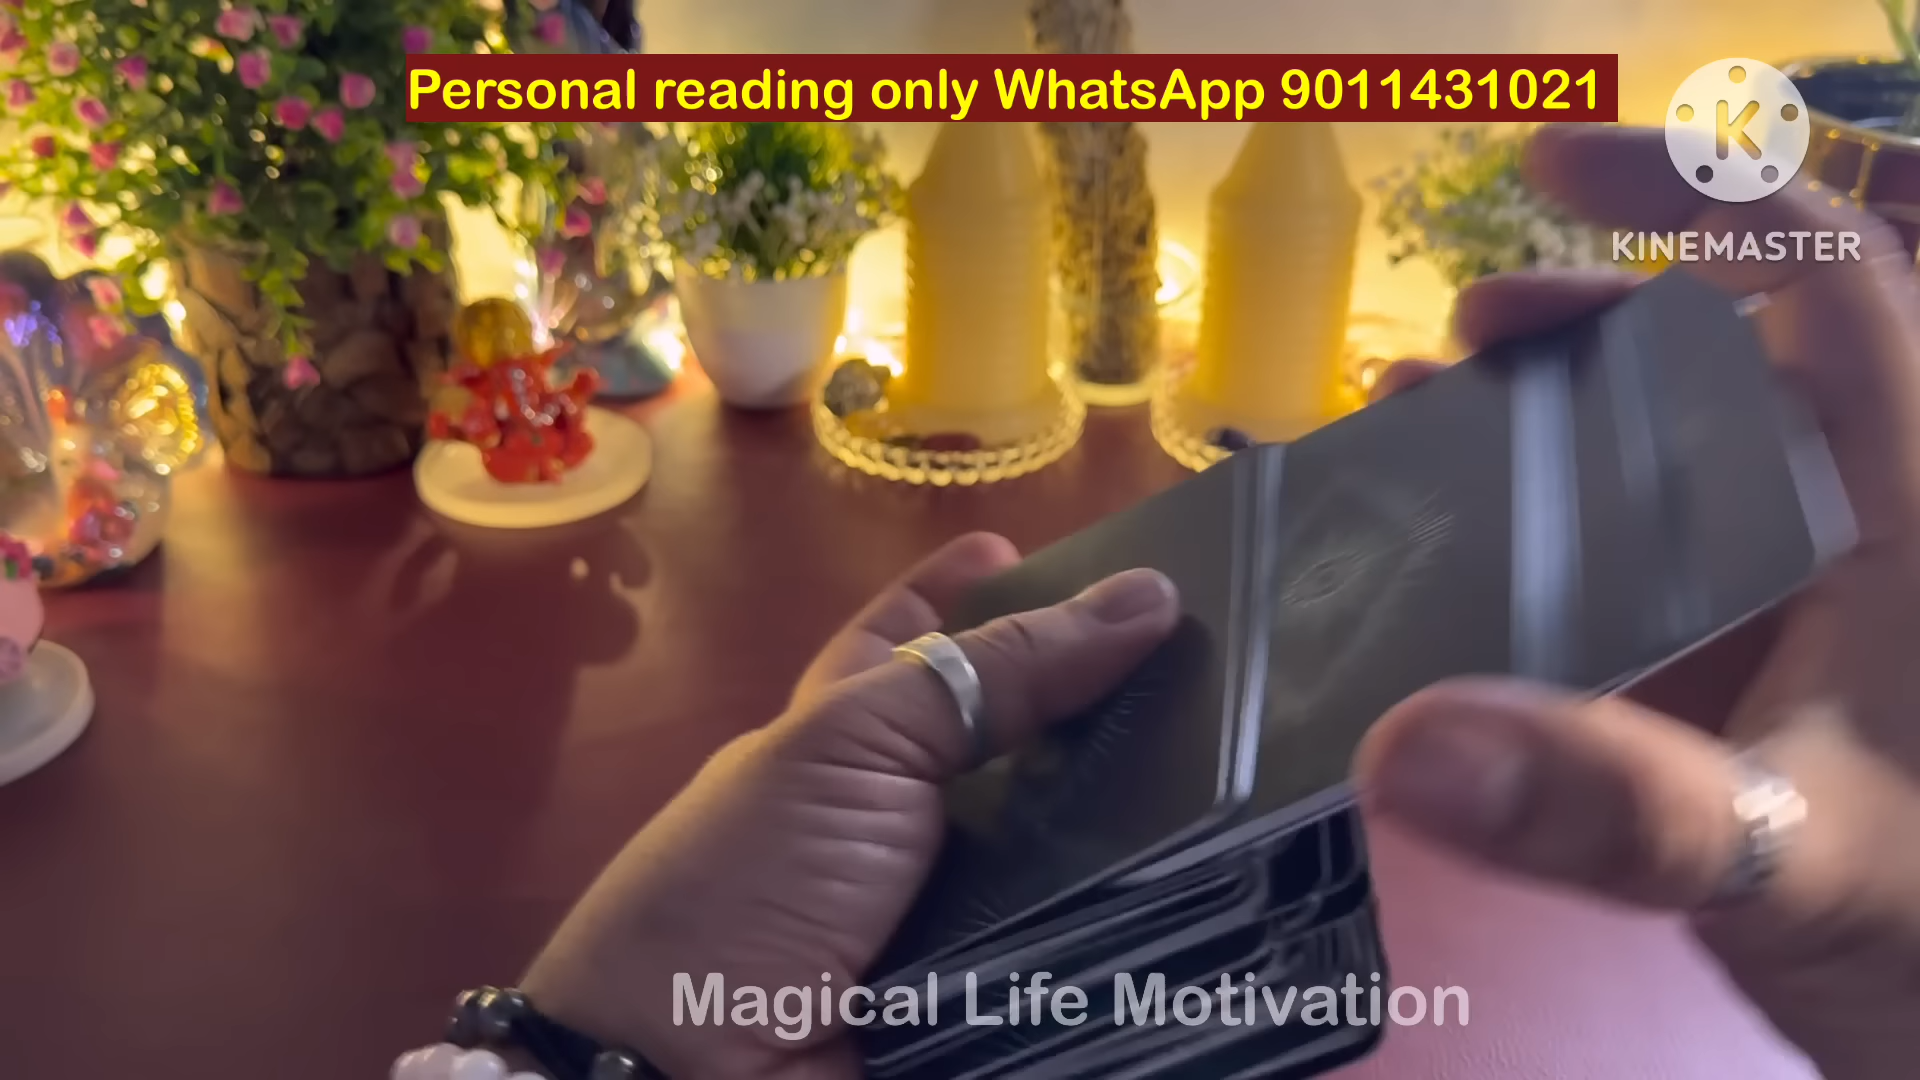 Personal reading only WhatsApp 9011431021
K
KINEMASTER
Magical Life Motivation